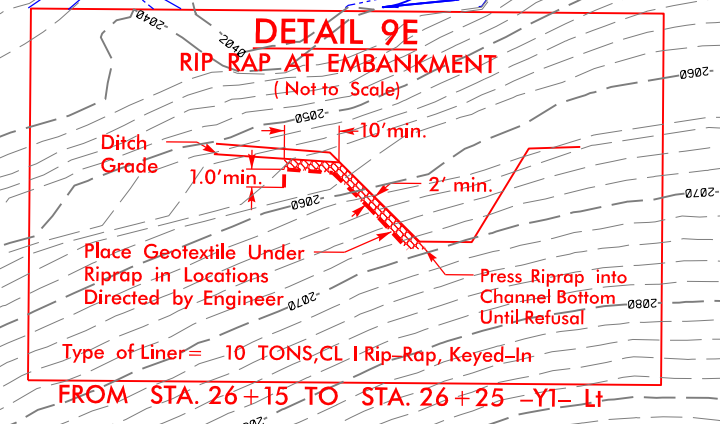 -2040-
-2040-
DETAIL 9E
RIP RAP AT EMBANKMENT
(Not to Scale)
-2060-
-2050-
10'min.
Ditch
Grade
1.0'min.
2' min.
-2070-
-2060-
Place Geotextile Under
Riprap in Locations
Directed by Engineer
Press Riprap into
Channel Bottom
Until Refusal
-2070-
-2080-
Type of Liner= 10 TONS,CL I Rip-Rap, Keyed-In
FROM STA. 26+15 TO STA. 26+25 -Y1- Lt